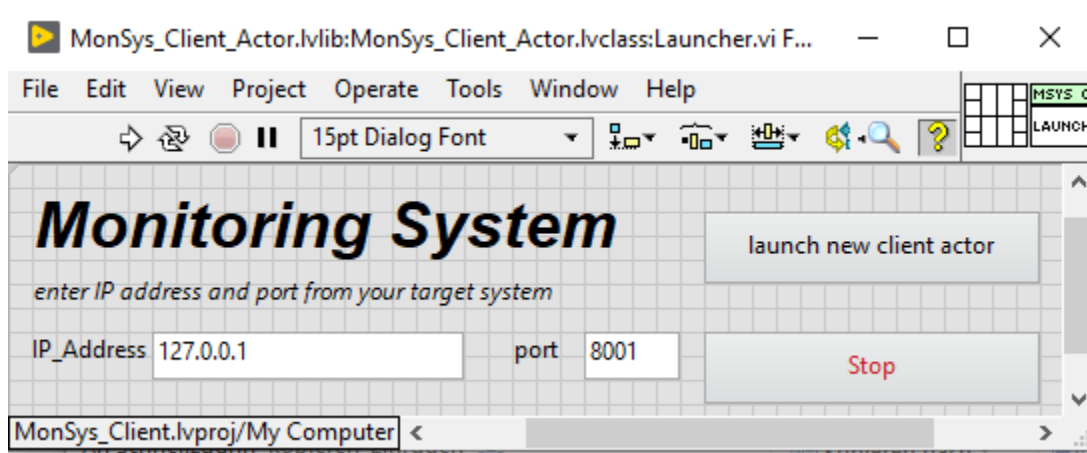 MonSys_Client_Actor.lvlib:MonSys_Client_Actor.lvclass:Launcher.vi F...
File Edit View Project Operate Tools Window Help
MSYS
15pt Dialog Font
LAUNCH
Monitoring System
launch new client actor
enter IP address and port from your target system
IP_Address 127.0.0.1 port 8001
Stop
MonSys_Client.lvproj/My Computer